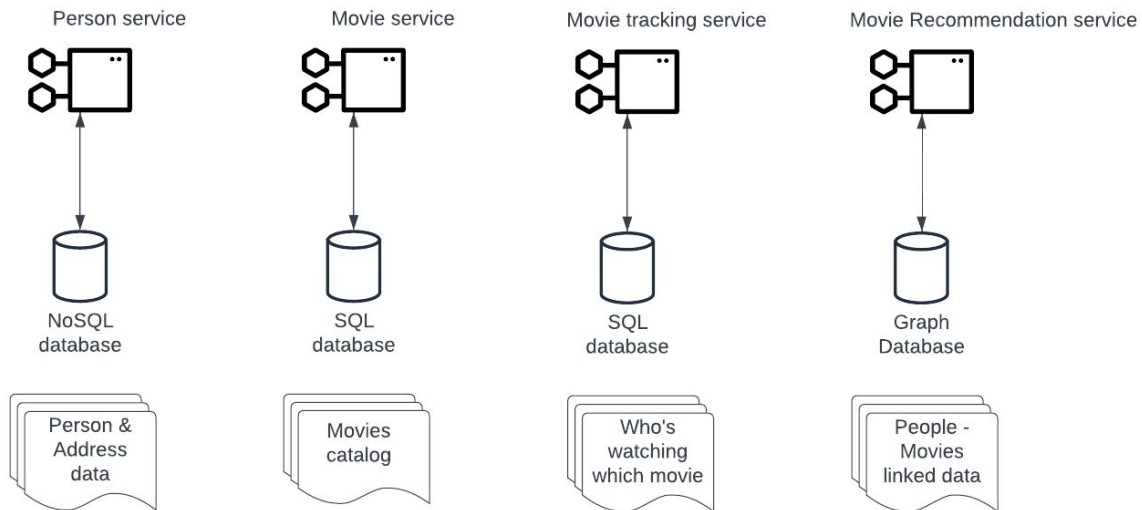 Person service
Movie service
Movie tracking service
Movie Recommendation service
NoSQL
database
SQL
database
SQL
database
Graph
Database
Person &
Address
data
Movies
catalog
Who's
watching
which movie
People -
Movies
linked data